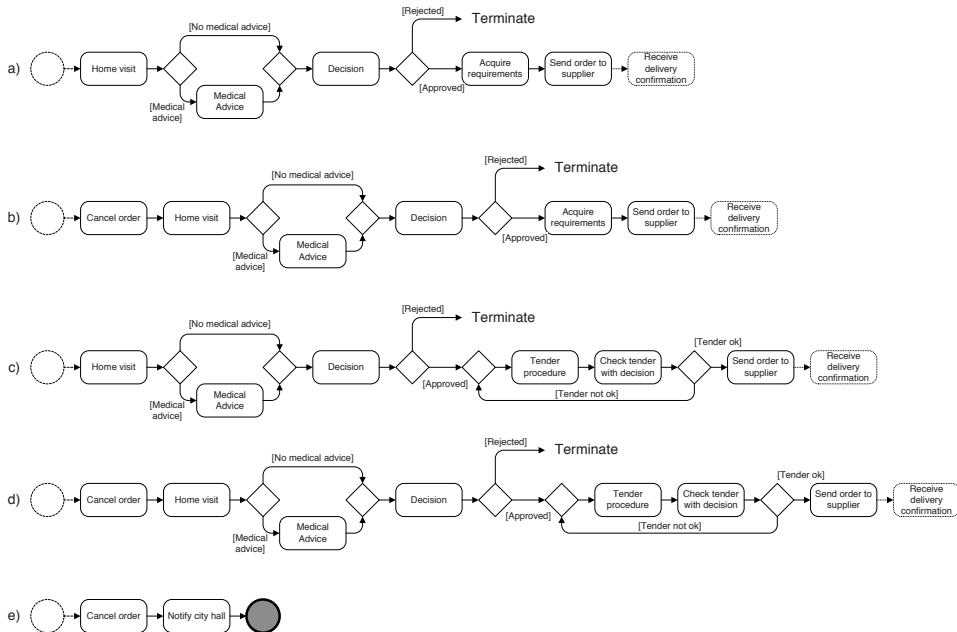 [Rejected]
Terminate
[No medical advice]
a)
Home visit
Medical
Advice
[Medical
advice]
Decision
[Approved]
Acquire
requirements
Send order to
supplier
Receive
delivery
confirmation
[Rejected]
Terminate
[No medical advice]
b)
Cancel order
Home visit
Medical
Advice
[Medical
advice]
Decision
[Approved]
Acquire
requirements
Send order to
supplier
Receive
delivery
confirmation
[Rejected]
Terminate
[No medical advice]
c)
Home visit
Medical
Advice
[Medical
advice]
Decision
[Approved]
Tender
procedure
Check tender
with decision
[Tender ok]
[Tender not ok]
Send order to
supplier
Receive
delivery
confirmation
[Rejected]
Terminate
[No medical advice]
d)
Cancel order
Home visit
Medical
Advice
[Medical
advice]
Decision
[Approved]
Tender
procedure
Check tender
with decision
[Tender ok]
[Tender not ok]
Send order to
supplier
Receive
delivery
confirmation
e)
Cancel order
Notify city hall